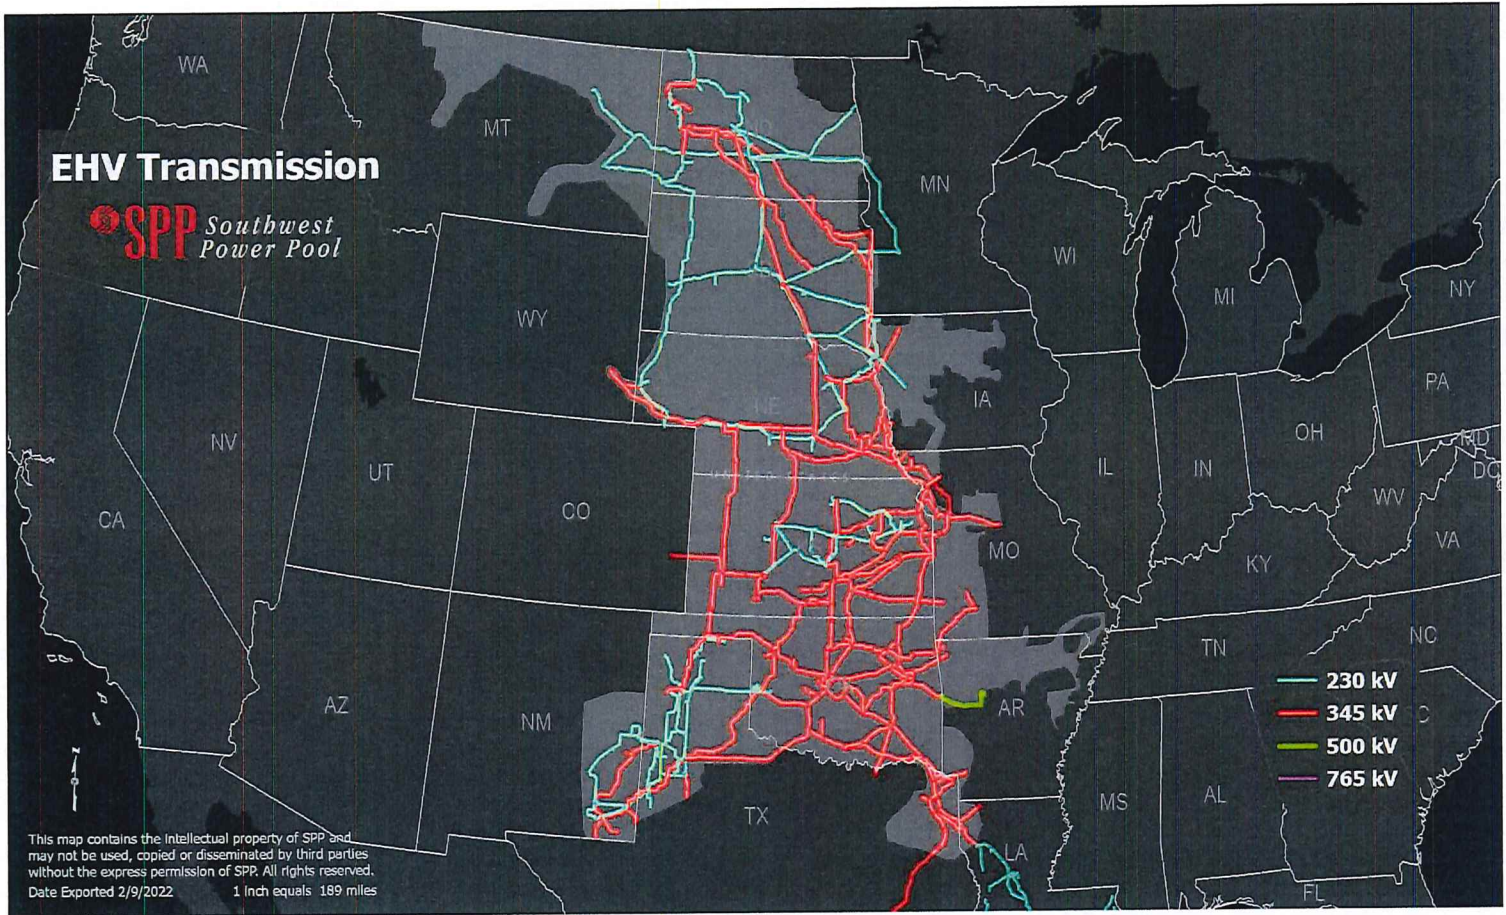 WA
MT
ND
MN
EHV Transmission
SPP Southwest
Power Pool
WI
MI
NY
WY
PA
IA
NE
OH
MD
DC
NV
UT
IL
IN
WV
UNITED STATES
CA
CO
MO
VA
KY
TN
NC
AZ
NM
AR
230 kV
345 kV
C
500 kV
765 kV
N
TX
MS
AL
LA
FL
This map contains the intellectual property of SPP and
may not be used, copied or disseminated by third parties
without the express permission of SPP. All rights reserved.
Date Exported 2/9/2022 1 inch equals 189 miles